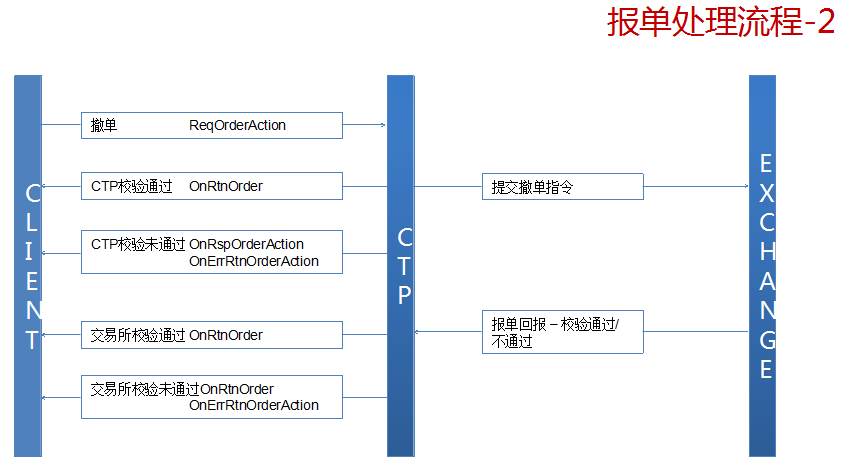 报单处理流程-2
CLIENT
CTP
EXCHANGE
撤单 ReqOrderAction
CTP校验通过 OnRtnOrder
提交撤单指令
CTP校验未通过 OnRspOrderAction
OnErrRtnOrderAction
交易所校验通过 OnRtnOrder
报单回报 – 校验通过/
不通过
交易所校验未通过OnRtnOrder
OnErrRtnOrderAction